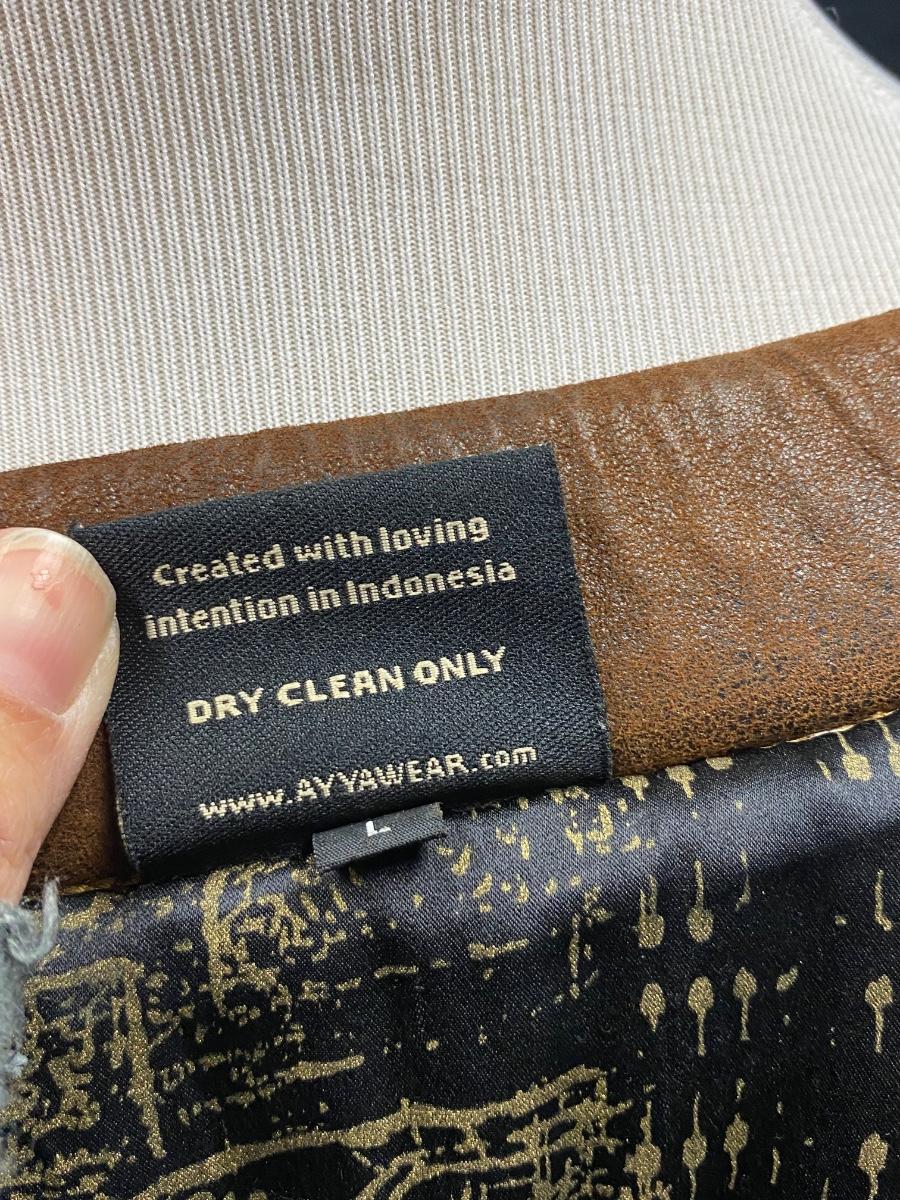 Created with loving
intention in Indonesia
DRY CLEAN ONLY
www.AYYAWEAR.com
L